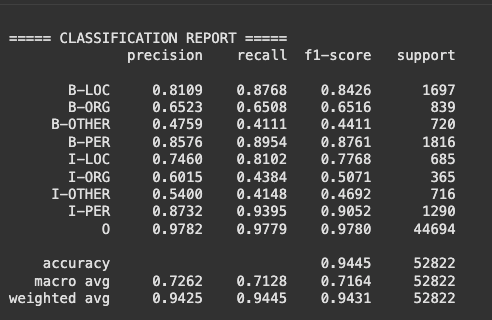 ===== CLASSIFICATION REPORT =====
precision recall f1-score support
B-LOC 0.8109 0.8768 0.8426 1697
B-ORG 0.6523 0.6508 0.6516 839
B-OTHER 0.4759 0.4111 0.4411 720
B-PER 0.8576 0.8954 0.8761 1816
I-LOC 0.7460 0.8102 0.7768 685
I-ORG 0.6015 0.4384 0.5071 365
I-OTHER 0.5400 0.4148 0.4692 716
I-PER 0.8732 0.9395 0.9052 1290
O 0.9782 0.9779 0.9780 44694
accuracy 0.9445 52822
macro avg 0.7262 0.7128 0.7164 52822
weighted avg 0.9425 0.9445 0.9431 52822